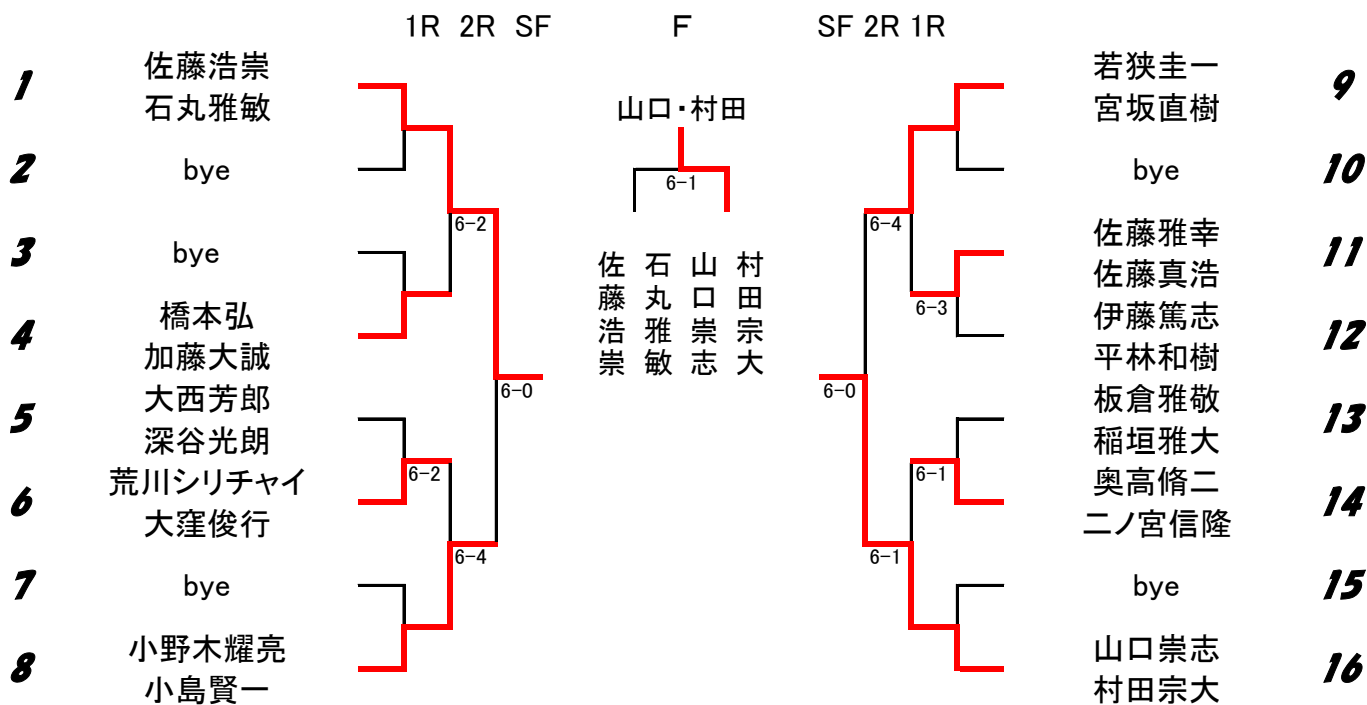 1R 2R SF F SF 2R 1R
1
佐藤浩崇
石丸雅敏
2
bye
3
bye
4
橋本弘
加藤大誠
5
大西芳郎
深谷光朗
6
荒川シリチャイ
大窪俊行
7
bye
8
小野木耀亮
小島賢一
6-2
6-2
6-4
6-0
山口・村田
6-1
佐藤浩崇
石丸雅敏
山口崇志
村田宗大
6-4
6-3
6-0
6-1
6-1
若狭圭一
宮坂直樹
9
bye
10
佐藤雅幸
佐藤真浩
11
伊藤篤志
平林和樹
12
板倉雅敬
稲垣雅大
13
奥高脩二
二ノ宮信隆
14
bye
15
山口崇志
村田宗大
16